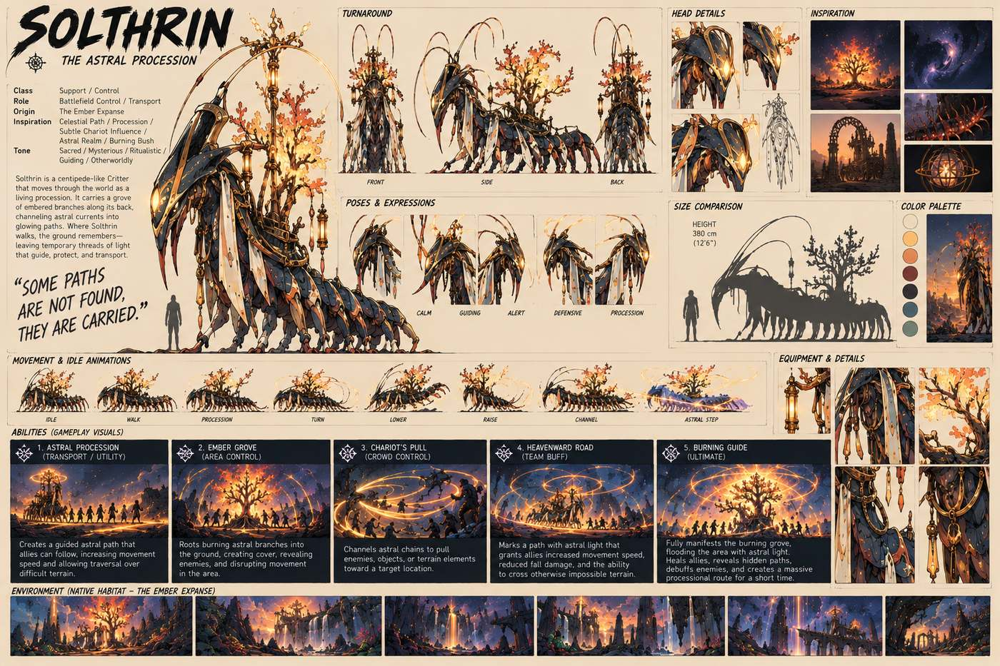 SOLTHRIN
THE ASTRAL PROCESSION
Class Support / Control
Role Battlefield Control / Transport
Origin The Ember Expanse
Inspiration Celestial Path / Procession /
Subtle Chariot Influence /
Astral Realm / Burning Bush
Tone Sacred / Mysterious / Ritualistic /
Guiding / Otherworldly
Solthrin is a centipede-like Critter
that moves through the world as a
living procession. It carries a grove
of embered branches along its back,
channeling astral currents into
glowing paths. Where Solthrin
walks, the ground remembers—
leaving temporary threads of light
that guide, protect, and transport.
“SOME PATHS
ARE NOT FOUND,
THEY ARE CARRIED.”
TURNAROUND
FRONT
SIDE
BACK
POSES & EXPRESSIONS
CALM
GUIDING
ALERT
DEFENSIVE
PROCESSION
HEAD DETAILS
INSPIRATION
SIZE COMPARISON
HEIGHT
380 cm
(12'6")
COLOR PALETTE
MOVEMENT & IDLE ANIMATIONS
IDLE
WALK
PROCESSION
TURN
LOWER
RAISE
CHANNEL
ASTRAL STEP
EQUIPMENT & DETAILS
ABILITIES (GAMEPLAY VISUALS)
1. ASTRAL PROCESSION
(TRANSPORT / UTILITY)
Creates a guided astral path that
allies can follow, increasing movement
speed and allowing traversal over
difficult terrain.
2. EMBER GROVE
(AREA CONTROL)
Roots burning astral branches into
the ground, creating cover, revealing
enemies, and disrupting movement
in the area.
3. CHARIOT'S PULL
(CROWD CONTROL)
Channels astral chains to pull
enemies, objects, or terrain elements
toward a target location.
4. HEAVENWARD ROAD
(TEAM BUFF)
Marks a path with astral light that
grants allies increased movement speed,
reduced fall damage, and the ability
to cross otherwise impossible terrain.
5. BURNING GUIDE
(ULTIMATE)
Fully manifests the burning grove,
flooding the area with astral light.
Heals allies, reveals hidden paths,
debuffs enemies, and creates a massive
processional route for a short time.
ENVIRONMENT (NATIVE HABITAT – THE EMBER EXPANSE)